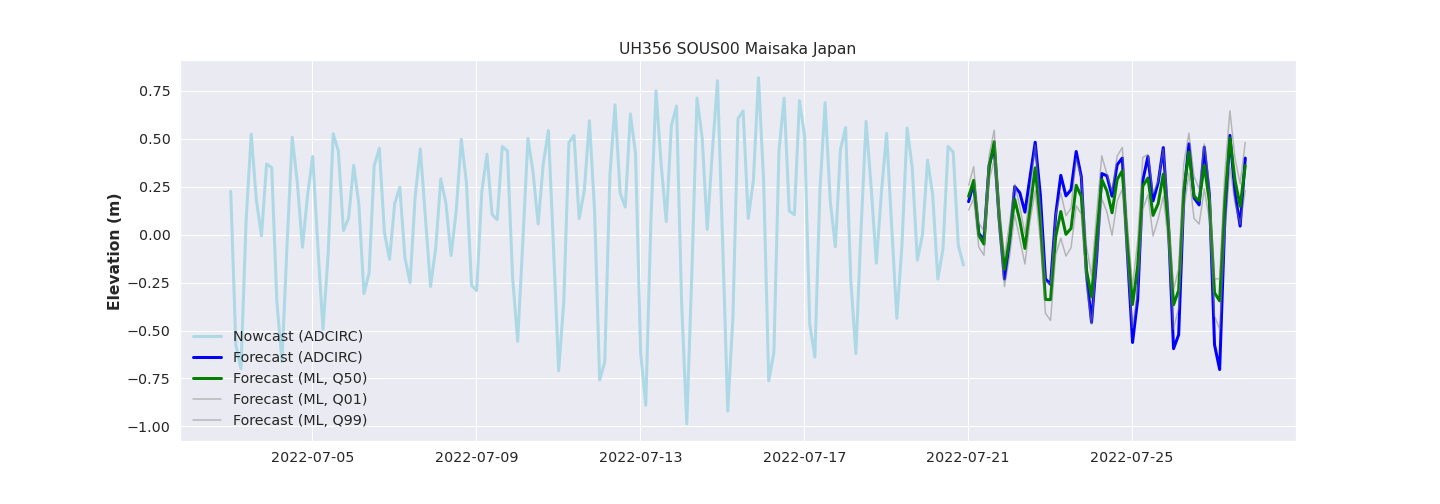 UH356 SOUS00 Maisaka Japan
Elevation (m)
0.75
0.50
0.25
0.00
−0.25
−0.50
−0.75
−1.00
Nowcast (ADCIRC)
Forecast (ADCIRC)
Forecast (ML, Q50)
Forecast (ML, Q01)
Forecast (ML, Q99)
2022-07-05 2022-07-09 2022-07-13 2022-07-17 2022-07-21 2022-07-25